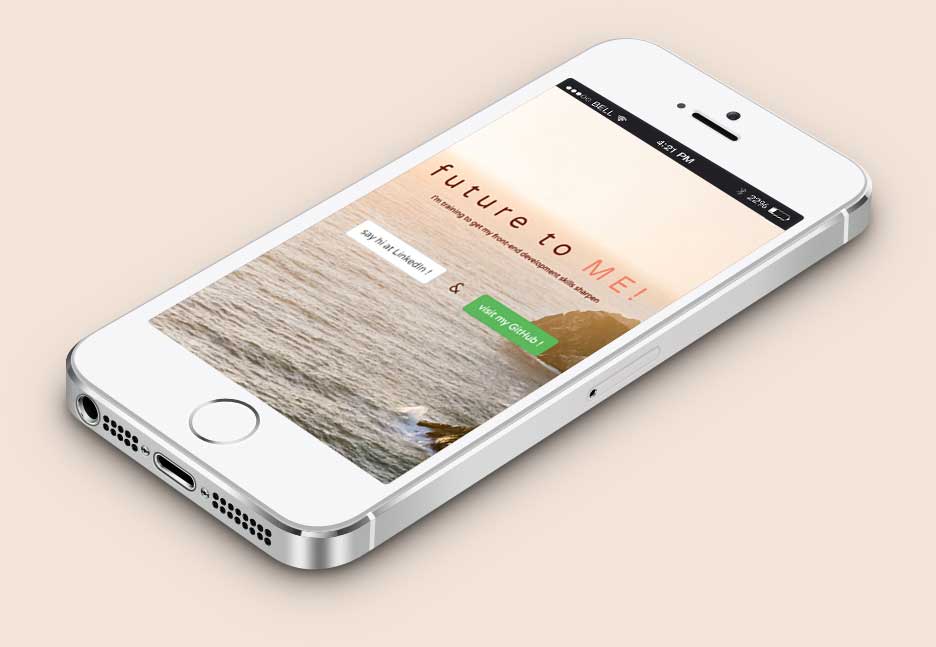 BELL 4:21 PM 22%
future to ME!
I'm training to get my front-end development skills sharpen
say hi at LinkedIn !
&
visit my GitHub !